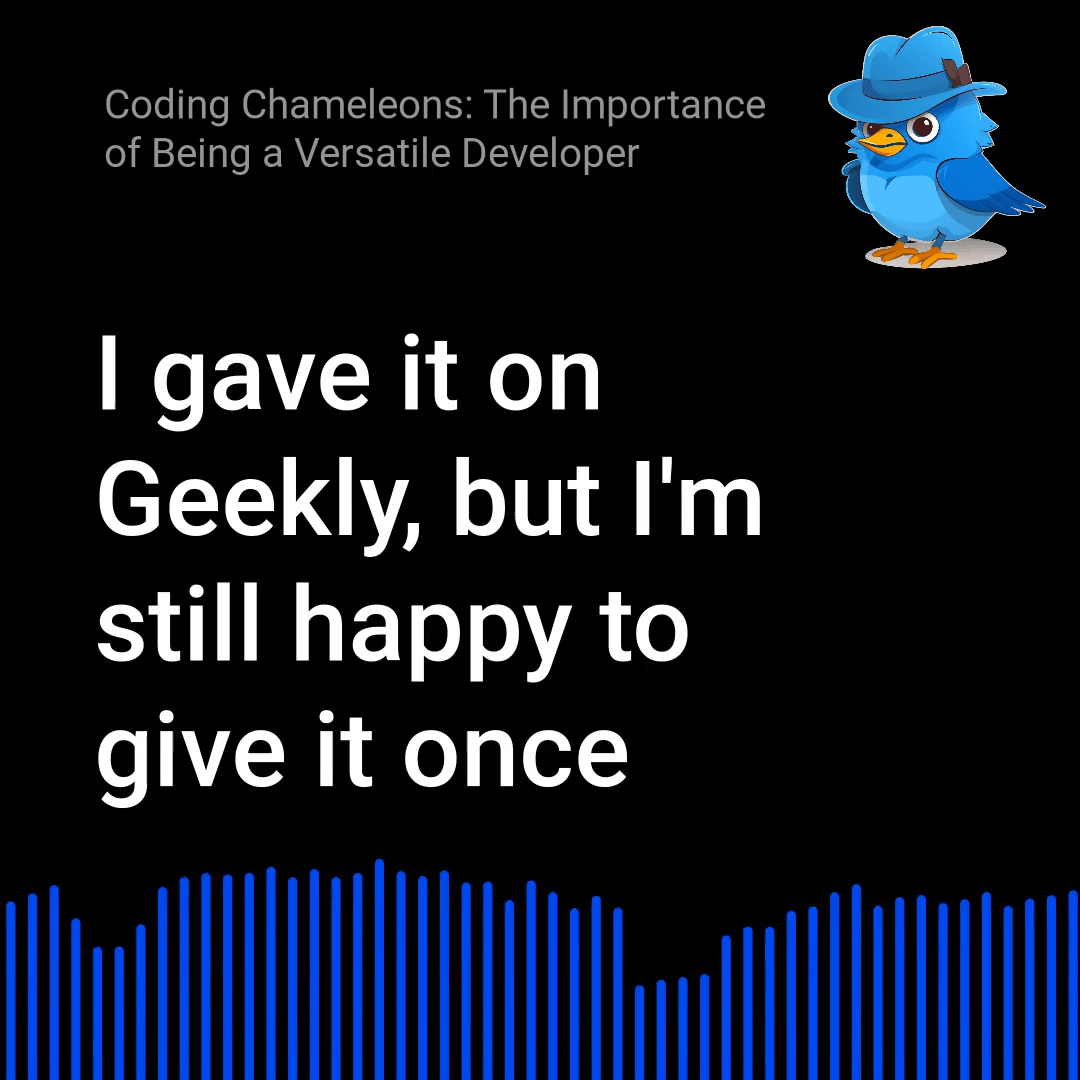 Coding Chameleons: The Importance
of Being a Versatile Developer
I gave it on
Geekly, but I'm
still happy to
give it once